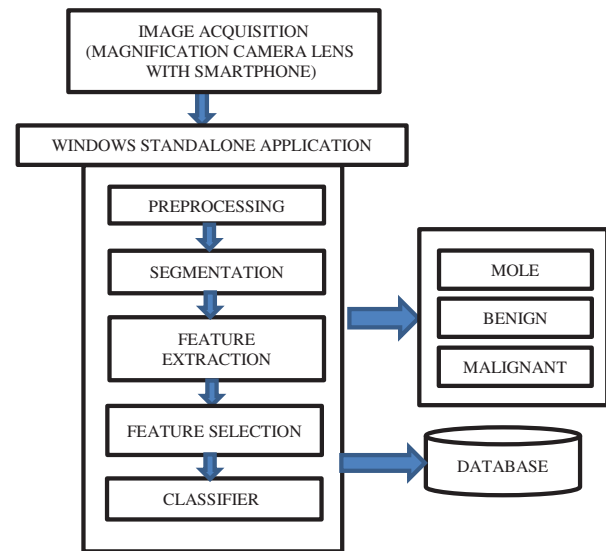 IMAGE ACQUISITION
(MAGNIFICATION CAMERA LENS
WITH SMARTPHONE)
WINDOWS STANDALONE APPLICATION
PREPROCESSING
SEGMENTATION
FEATURE
EXTRACTION
FEATURE SELECTION
CLASSIFIER
MOLE
BENIGN
MALIGNANT
DATABASE